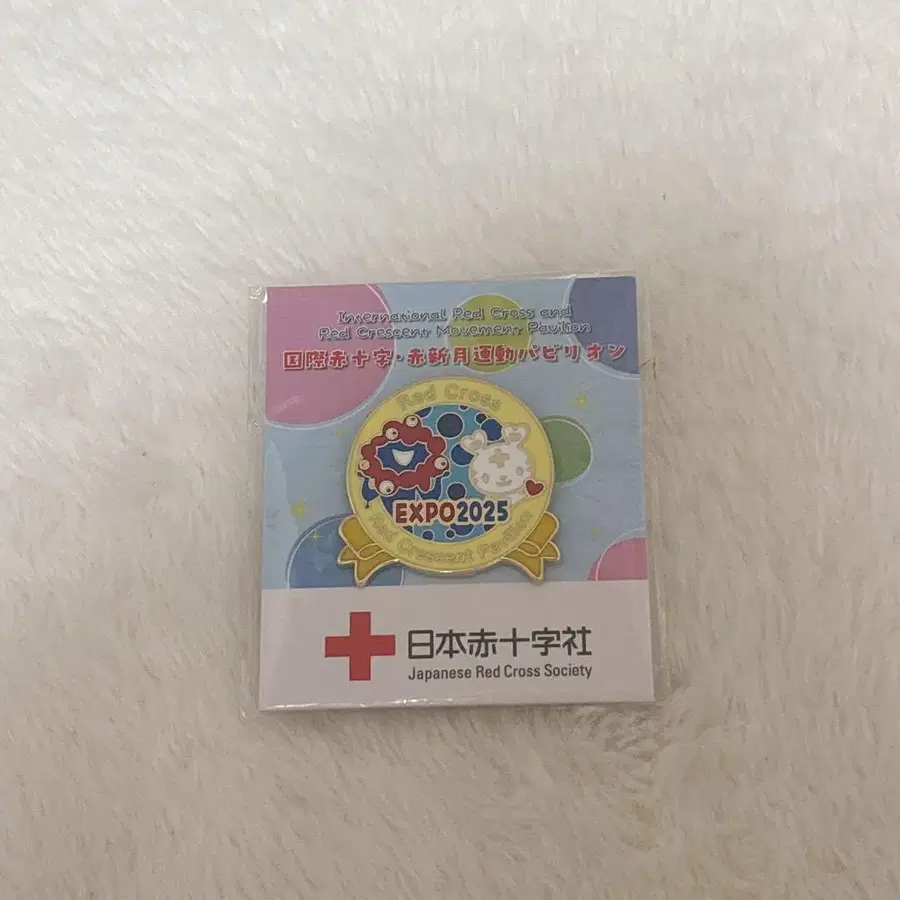 International Red Cross and
Red Crescent Movement Pavilion
国際赤十字・赤新月運動パビリオン
Red Cross
EXPO2025
Red Crescent Pavilion
日本赤十字社
Japanese Red Cross Society